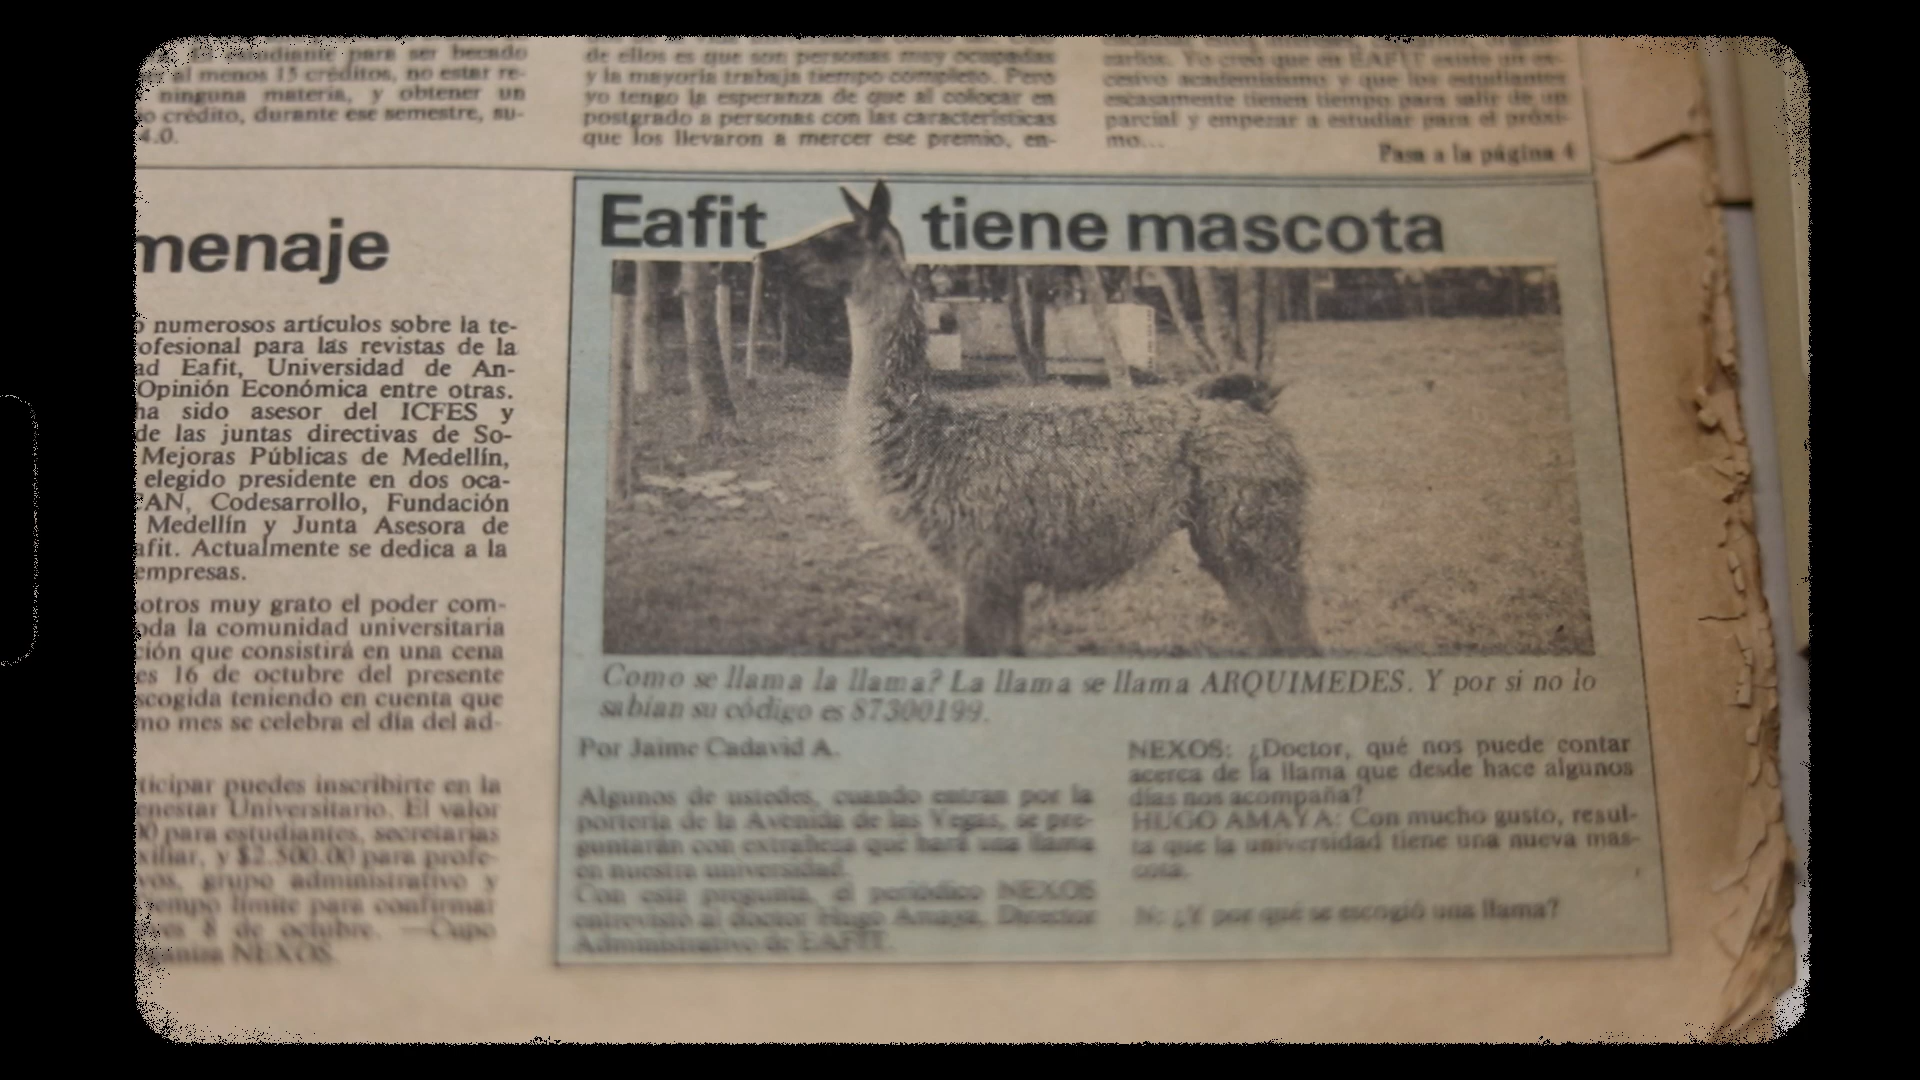 estudiante para ser becado
al menos 15 créditos, no estar re-
ninguna materia, y obtener un
o crédito, durante ese semestre, su-
4.0.
de ellos es que son personas muy ocupadas
y la mayoría trabaja tiempo completo. Pero
yo tengo la esperanza de que al colocar en
postgrado a personas con las características
que los llevaron a mercer ese premio, en-
Yo creo que en EAFIT existe un ex-
cesivo academismo y que los estudiantes
escasamente tienen tiempo para salir de un
parcial y empezar a estudiar para el próxi-
mo...
Pasa a la página 4
menaje
o numerosos artículos sobre la te-
ofesional para las revistas de la
ad Eafit, Universidad de An-
Opinión Económica entre otras.
ha sido asesor del ICFES y
de las juntas directivas de So-
Mejoras Públicas de Medellín,
elegido presidente en dos oca-
PAN, Codesarrollo, Fundación
Medellín y Junta Asesora de
afit. Actualmente se dedica a la
empresas.
otros muy grato el poder com-
oda la comunidad universitaria
ción que consistirá en una cena
es 16 de octubre del presente
scogida teniendo en cuenta que
mo mes se celebra el día del ad-
ticipar puedes inscribirte en la
enestar Universitario. El valor
0 para estudiantes, secretarias
xiliar, y $2.500.00 para profe-
vos, grupo administrativo y
iempo límite para confirmar
es 8 de octubre. —Cupo
ganiza NEXOS.
Eafit tiene mascota
Como se llama la llama? La llama se llama ARQUIMEDES. Y por si no lo
sabían su código es 87300199.
Por Jaime Cadavid A.
Algunos de ustedes, cuando entran por la
portería de la Avenida de las Vegas, se pre-
guntarán con extrañeza que hará una llama
en nuestra universidad.
Con esta pregunta, el periódico NEXOS
entrevistó al doctor Hugo Amaya, Director
Administrativo de EAFIT.
NEXOS: ¿Doctor, qué nos puede contar
acerca de la llama que desde hace algunos
días nos acompaña?
HUGO AMAYA: Con mucho gusto, resul-
ta que la universidad tiene una nueva mas-
cota.
N: ¿Y por qué se escogió una llama?